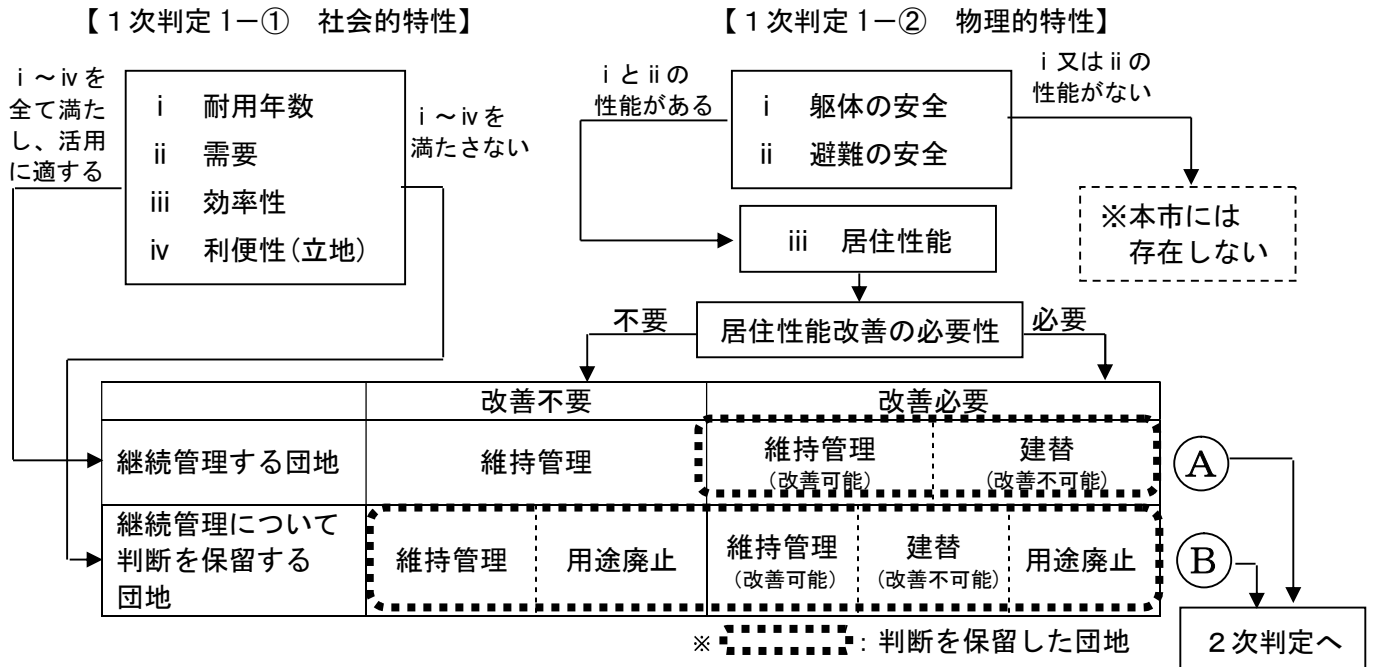 【１次判定１－①　社会的特性】
ⅰ～ⅳを
全て満た
し、活用
に適する
ⅰ　耐用年数
ⅱ　需要
ⅲ　効率性
ⅳ　利便性（立地）
ⅰ～ⅳを
満たさない
【１次判定１－②　物理的特性】
ⅰとⅱの
性能がある
ⅰ　躯体の安全
ⅱ　避難の安全
ⅰ又はⅱの
性能がない
※本市には
存在しない
ⅲ　居住性能
不要
居住性能改善の必要性
必要
改善不要
改善必要
継続管理する団地
維持管理
維持管理
（改善可能）
建替
（改善不可能）
Ⓐ
継続管理について
判断を保留する
団地
維持管理
用途廃止
維持管理
（改善可能）
建替
（改善不可能）
用途廃止
Ⓑ
※　：判断を保留した団地
２次判定へ